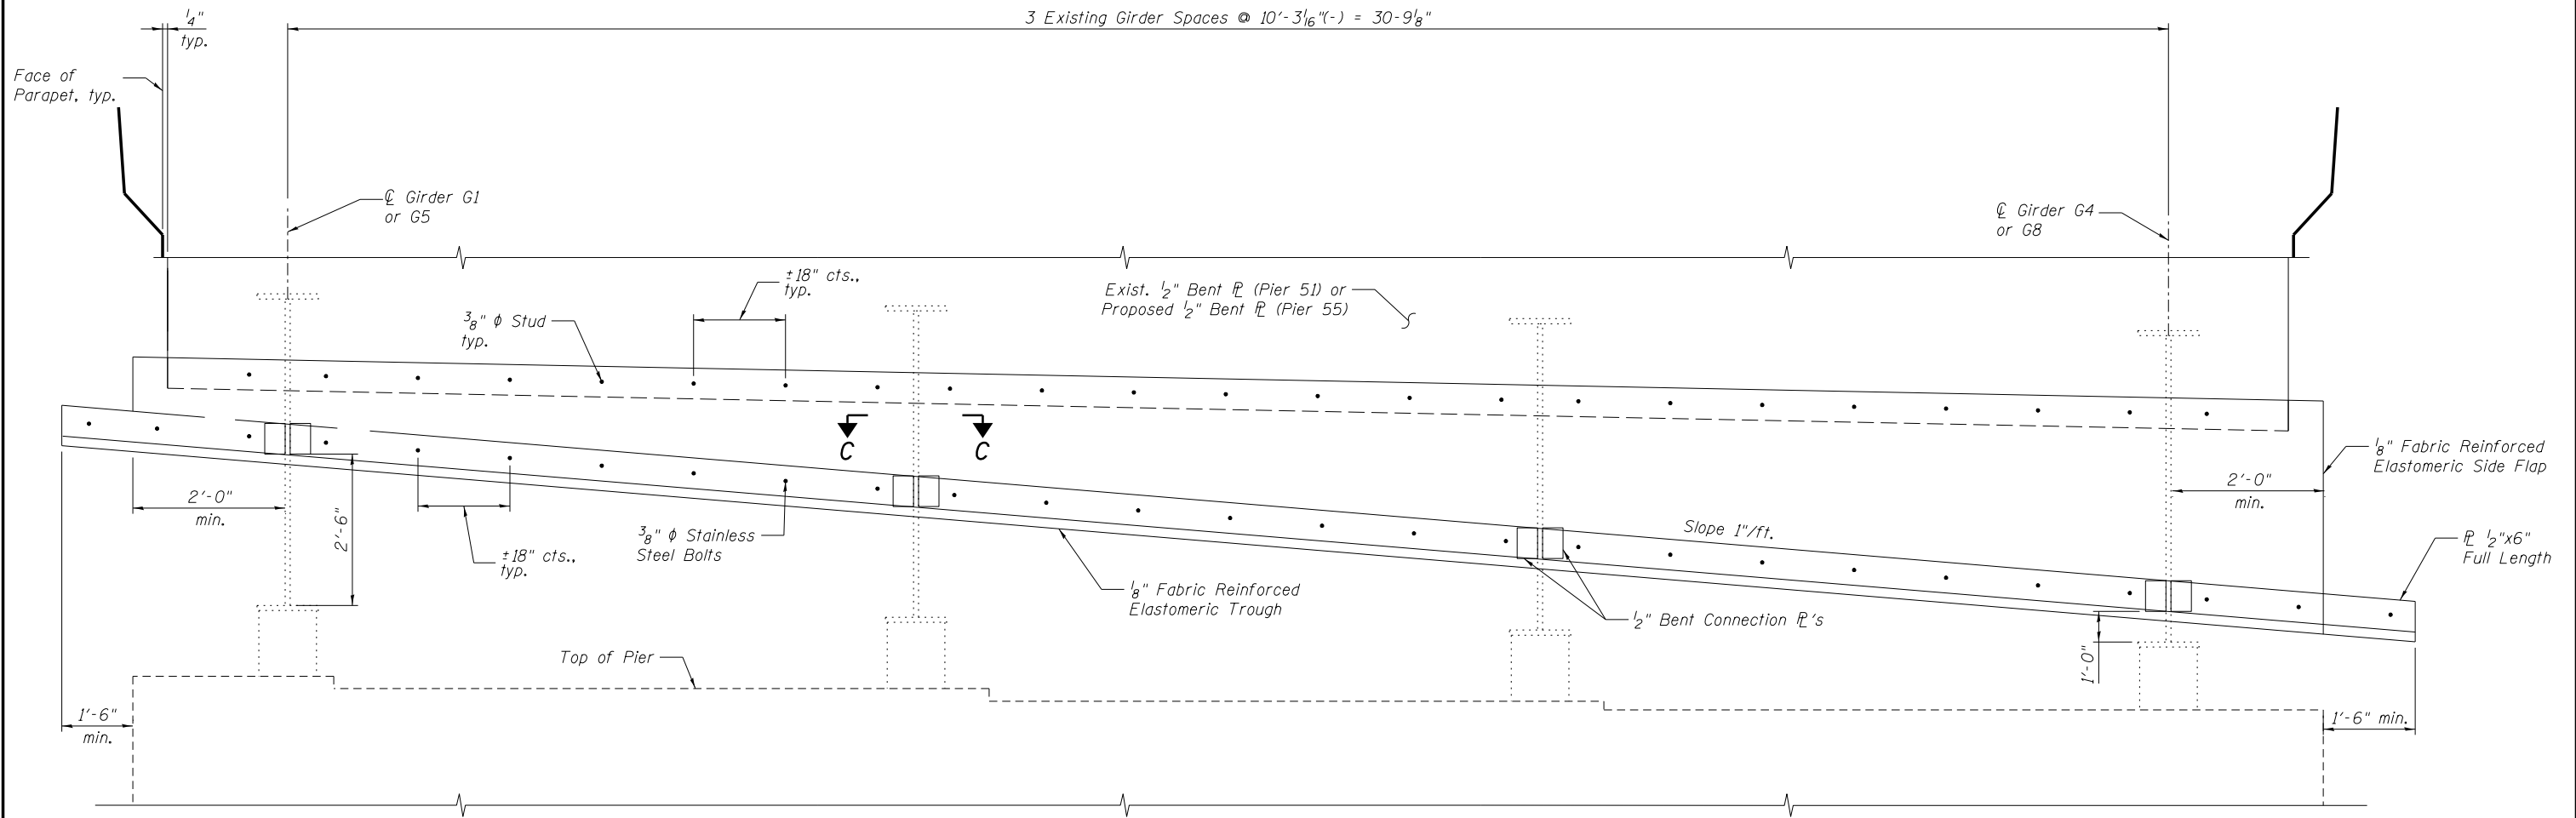 1/4"
typ.
3 Existing Girder Spaces @ 10'-3 1/16"(-) = 30-9 1/8"
Face of
Parapet, typ.
℄ Girder G1
or G5
℄ Girder G4
or G8
±18" cts.,
typ.
Exist. 1/2" Bent ⅊ (Pier 51) or
Proposed 1/2" Bent ⅊ (Pier 55)
3/8" ϕ Stud
typ.
C
C
1/8" Fabric Reinforced
Elastomeric Side Flap
2'-0"
min.
2'-6"
2'-0"
min.
±18" cts.,
typ.
3/8" ϕ Stainless
Steel Bolts
Slope 1"/ft.
⅊ 1/2"x6"
Full Length
1/8" Fabric Reinforced
Elastomeric Trough
1/2" Bent Connection ⅊'s
Top of Pier
1'-0"
1'-6"
min.
1'-6" min.